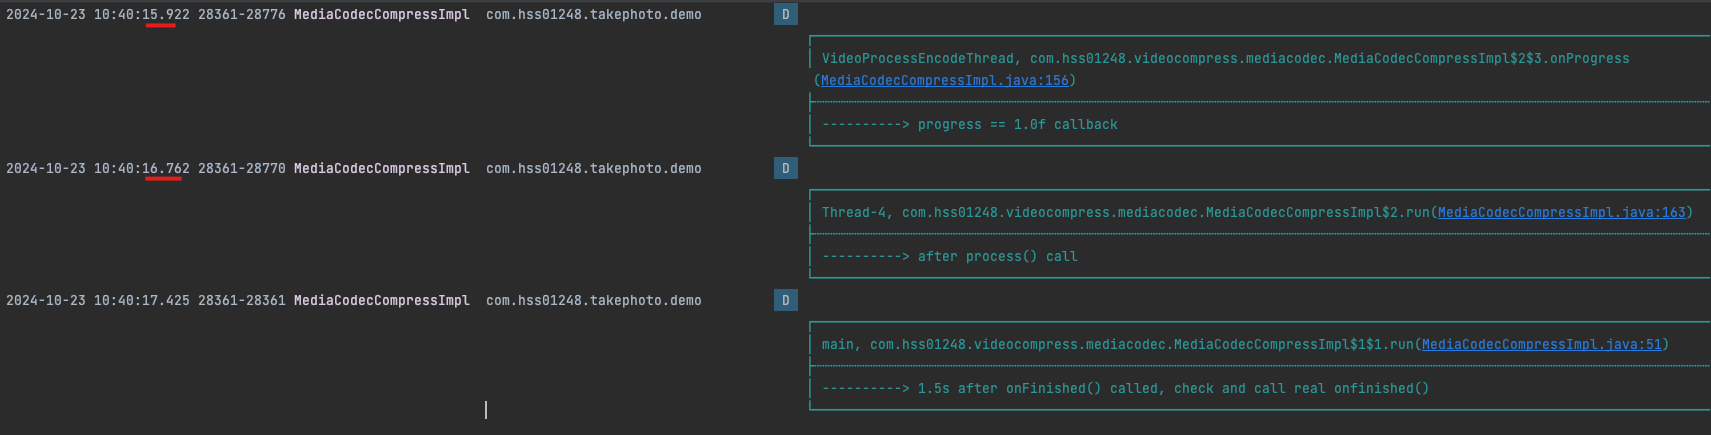 2024-10-23 10:40:15.922 28361-28776 MediaCodecCompressImpl  com.hss01248.takephoto.demo  D
VideoProcessEncodeThread, com.hss01248.videocompress.mediacodec.MediaCodecCompressImpl$2$3.onProgress
(MediaCodecCompressImpl.java:156)
----------> progress == 1.0f callback
2024-10-23 10:40:16.762 28361-28770 MediaCodecCompressImpl  com.hss01248.takephoto.demo  D
Thread-4, com.hss01248.videocompress.mediacodec.MediaCodecCompressImpl$2.run(MediaCodecCompressImpl.java:163)
----------> after process() call
2024-10-23 10:40:17.425 28361-28361 MediaCodecCompressImpl  com.hss01248.takephoto.demo  D
main, com.hss01248.videocompress.mediacodec.MediaCodecCompressImpl$1$1.run(MediaCodecCompressImpl.java:51)
----------> 1.5s after onFinished() called, check and call real onfinished()